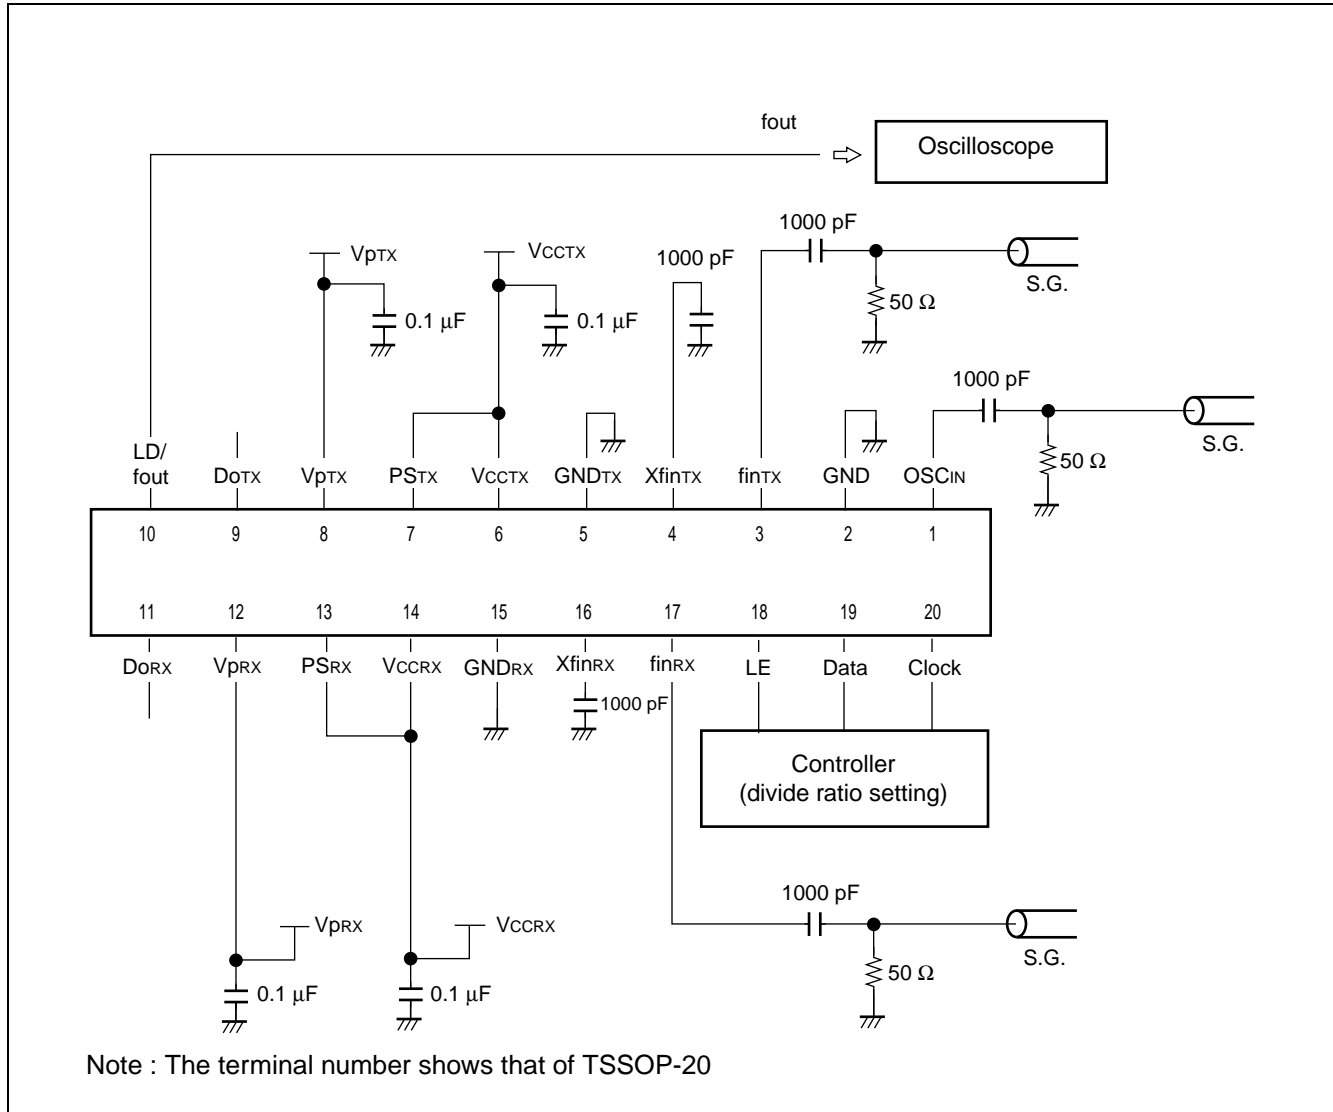 fout
Oscilloscope
1000 pF
VpTX
VCCTX
1000 pF
S.G.
50 Ω
0.1 μF
0.1 μF
1000 pF
S.G.
50 Ω
LD/
fout
DoTX
VpTX
PSTX
VCCTX
GNDTX
XfinTX
finTX
GND
OSCIN
10 9 8 7 6 5 4 3 2 1
11 12 13 14 15 16 17 18 19 20
DoRX
VpRX
PSRX
VCCRX
GNDRX
XfinRX
finRX
LE
Data
Clock
1000 pF
Controller
(divide ratio setting)
1000 pF
VpRX
VCCRX
S.G.
50 Ω
0.1 μF
0.1 μF
Note : The terminal number shows that of TSSOP-20